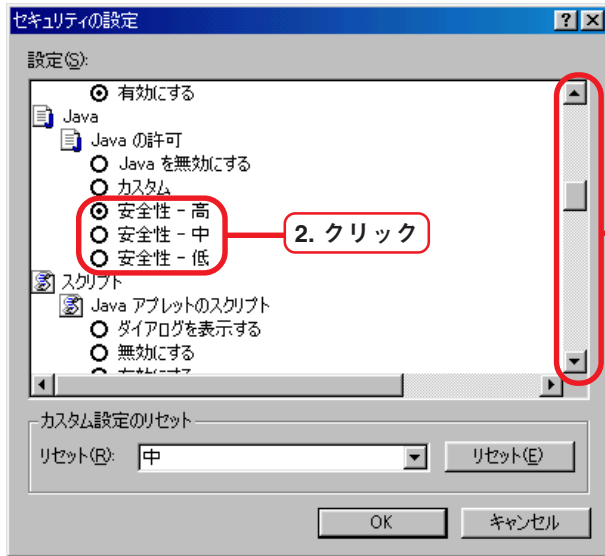 セキュリティの設定
設定(S):
有効にする
Java
Java の許可
Java を無効にする
カスタム
安全性 - 高
安全性 - 中
安全性 - 低
2. クリック
スクリプト
Java アプレットのスクリプト
ダイアログを表示する
無効にする
カスタム設定のリセット
リセット(R): 中 リセット(E)
OK キャンセル